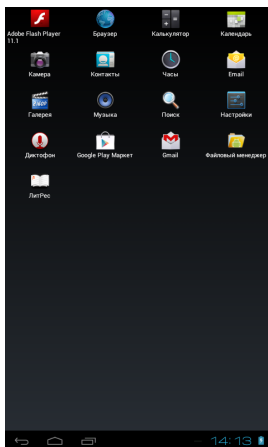 Adobe Flash Player Браузер Калькулятор Календарь
11.1
Камера Контакты Часы Email
Галерея Музыка Поиск Настройки
Диктофон Google Play Маркет Gmail Файловый менеджер
ЛитРес
14:13